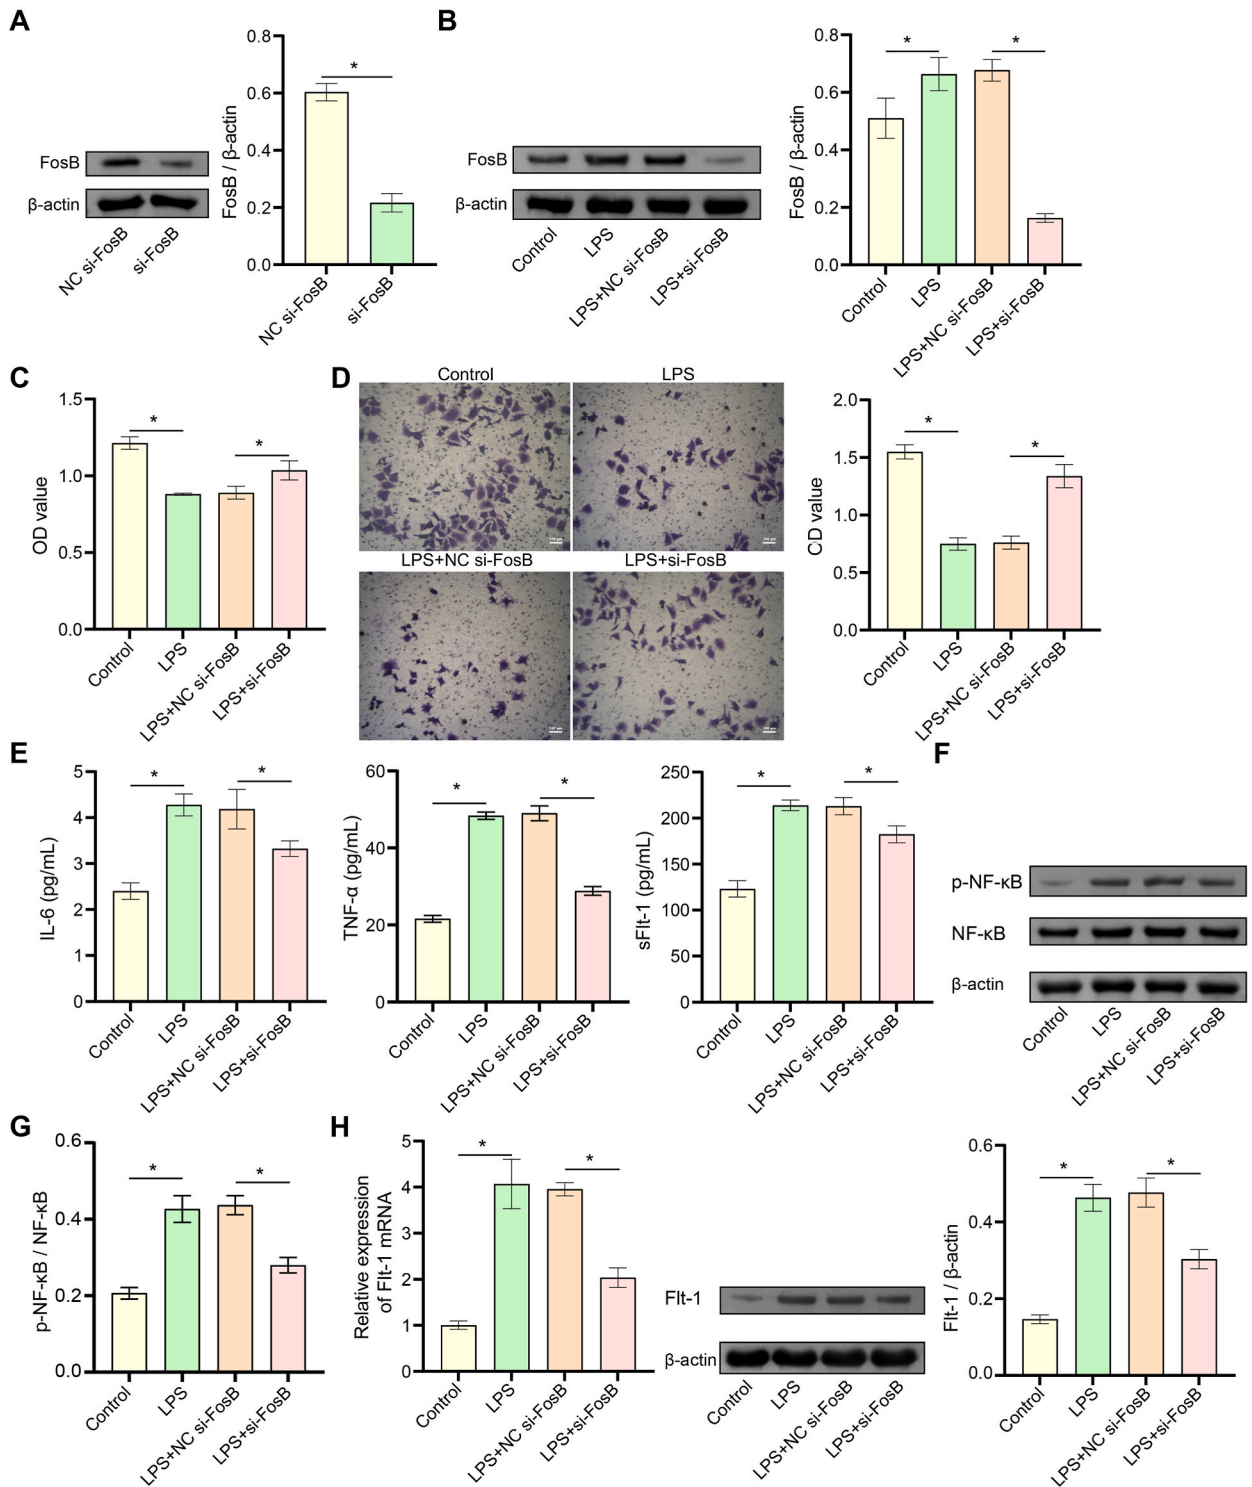 A
FosB
β-actin
NC si-FosB
si-FosB
FosB / β-actin
0.8
0.6
0.4
0.2
0.0
*
NC si-FosB
si-FosB
B
FosB
β-actin
Control
LPS
LPS+NC si-FosB
LPS+si-FosB
FosB / β-actin
0.8
0.6
0.4
0.2
0.0
*
*
Control
LPS
LPS+NC si-FosB
LPS+si-FosB
C
OD value
1.5
1.0
0.5
0.0
*
*
Control
LPS
LPS+NC si-FosB
LPS+si-FosB
D
Control
LPS
LPS+NC si-FosB
LPS+si-FosB
OD value
2.0
1.5
1.0
0.5
0.0
*
*
Control
LPS
LPS+NC si-FosB
LPS+si-FosB
E
IL-6 (pg/mL)
5
4
3
2
1
0
*
*
Control
LPS
LPS+NC si-FosB
LPS+si-FosB
TNF-α (pg/mL)
60
40
20
0
*
*
Control
LPS
LPS+NC si-FosB
LPS+si-FosB
sFlt-1 (pg/mL)
250
200
150
100
50
0
*
*
Control
LPS
LPS+NC si-FosB
LPS+si-FosB
F
p-NF-κB
NF-κB
β-actin
Control
LPS
LPS+NC si-FosB
LPS+si-FosB
G
p-NF-κB / NF-κB
0.6
0.4
0.2
0.0
*
*
Control
LPS
LPS+NC si-FosB
LPS+si-FosB
H
Relative expression
of Flt-1 mRNA
5
4
3
2
1
0
*
*
Control
LPS
LPS+NC si-FosB
LPS+si-FosB
Flt-1
β-actin
Control
LPS
LPS+NC si-FosB
LPS+si-FosB
Flt-1 / β-actin
0.6
0.4
0.2
0.0
*
*
Control
LPS
LPS+NC si-FosB
LPS+si-FosB